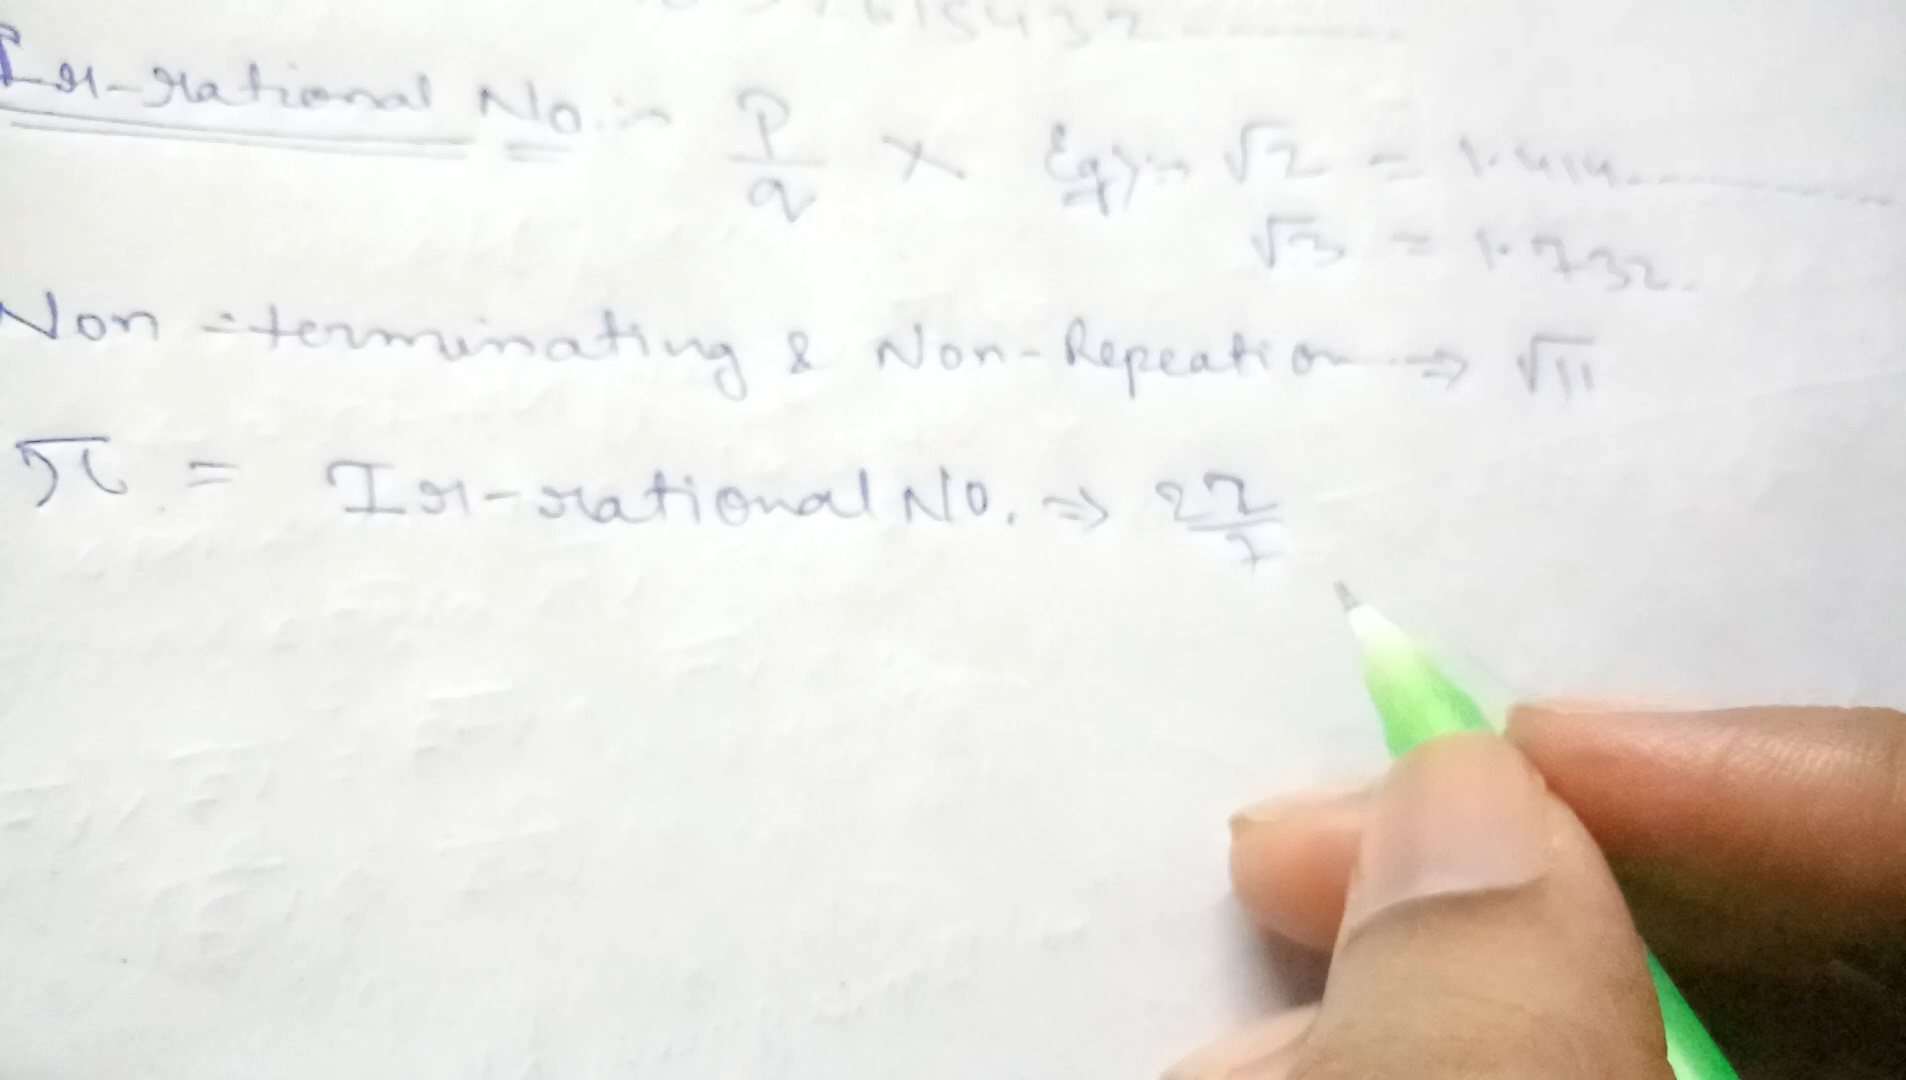 615432
Ir-rational No. :- P/q × Eg :- √2 = 1.414........
√3 = 1.732.
Non-terminating & Non-Repeation → √11
π = Ir-rational No. ⇒ 22/7